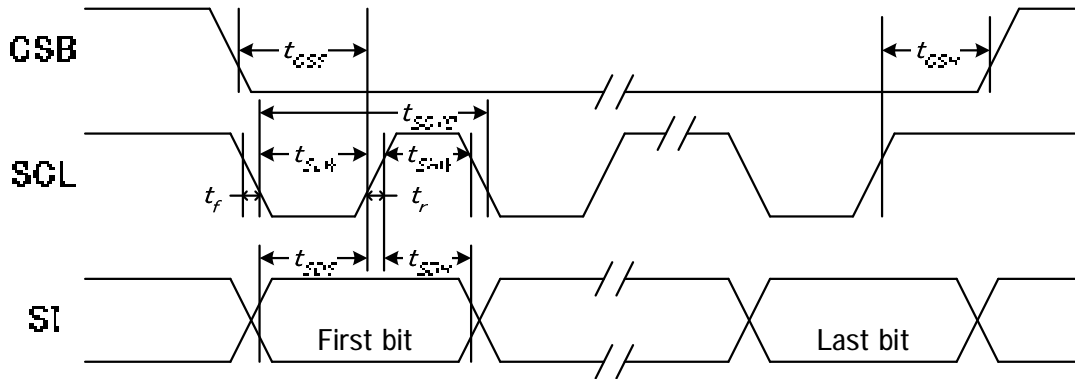 CSB
tCSS
tCSH
tSCYC
SCL
tSLW
tSHW
tf
tr
tSDS
tSDH
SI
First bit
Last bit